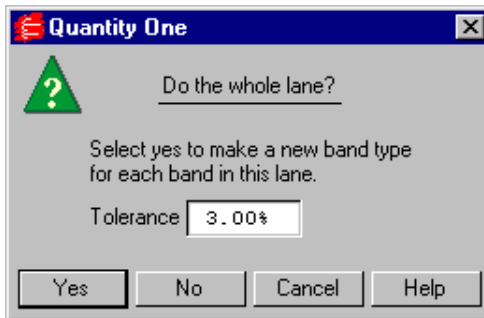 Quantity One
?
Do the whole lane?
Select yes to make a new band type
for each band in this lane.
Tolerance 3.00%
Yes No Cancel Help